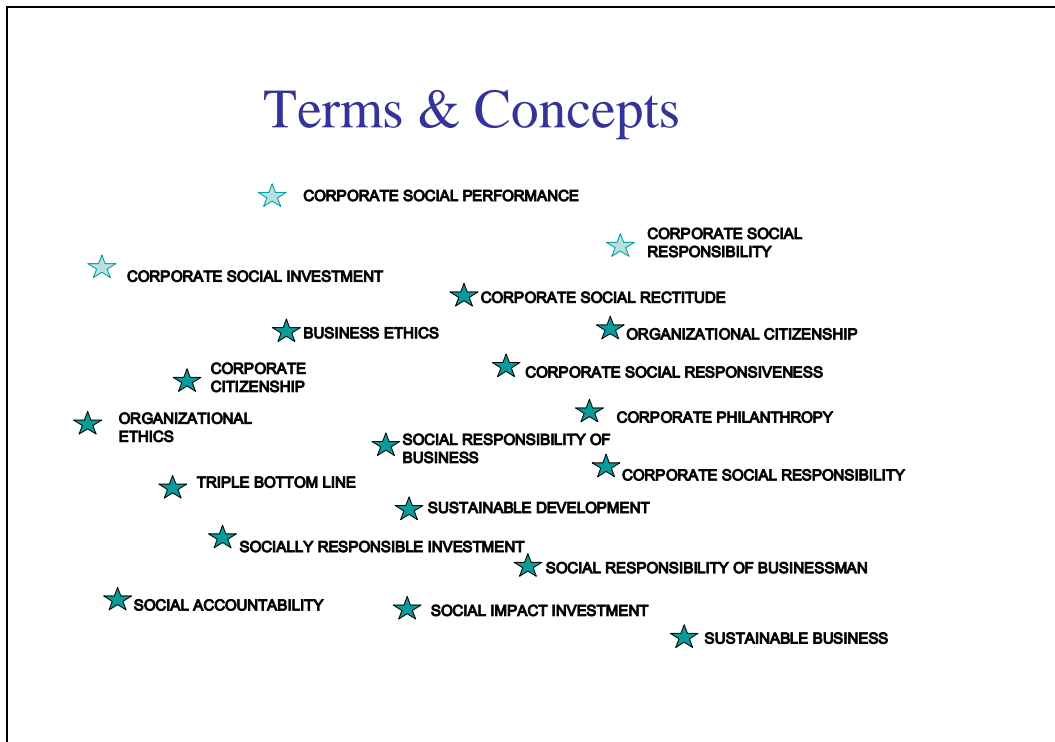 Terms & Concepts
CORPORATE SOCIAL PERFORMANCE
CORPORATE SOCIAL
RESPONSIBILITY
CORPORATE SOCIAL INVESTMENT
CORPORATE SOCIAL RECTITUDE
BUSINESS ETHICS
ORGANIZATIONAL CITIZENSHIP
CORPORATE
CITIZENSHIP
CORPORATE SOCIAL RESPONSIVENESS
ORGANIZATIONAL
ETHICS
CORPORATE PHILANTHROPY
SOCIAL RESPONSIBILITY OF
BUSINESS
CORPORATE SOCIAL RESPONSIBILITY
TRIPLE BOTTOM LINE
SUSTAINABLE DEVELOPMENT
SOCIALLY RESPONSIBLE INVESTMENT
SOCIAL RESPONSIBILITY OF BUSINESSMAN
SOCIAL ACCOUNTABILITY
SOCIAL IMPACT INVESTMENT
SUSTAINABLE BUSINESS